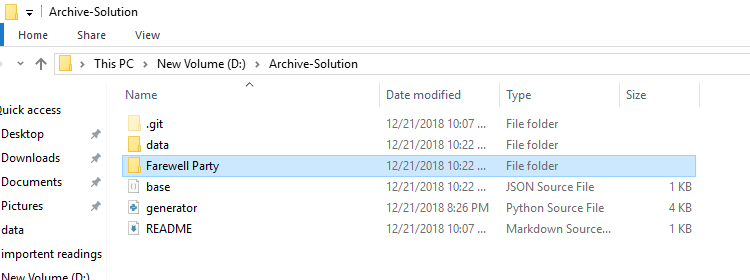 Archive-Solution
Home Share View
This PC New Volume (D:) Archive-Solution
Name Date modified Type Size
Quick access
Desktop
Downloads
Documents
Pictures
data
importent readings
New Volume (D:)
.git 12/21/2018 10:07 ... File folder
data 12/21/2018 10:22 ... File folder
Farewell Party 12/21/2018 10:22 ... File folder
base 12/21/2018 10:22 ... JSON Source File 1 KB
generator 12/21/2018 8:26 PM Python Source File 4 KB
README 12/21/2018 10:07 ... Markdown Source... 1 KB